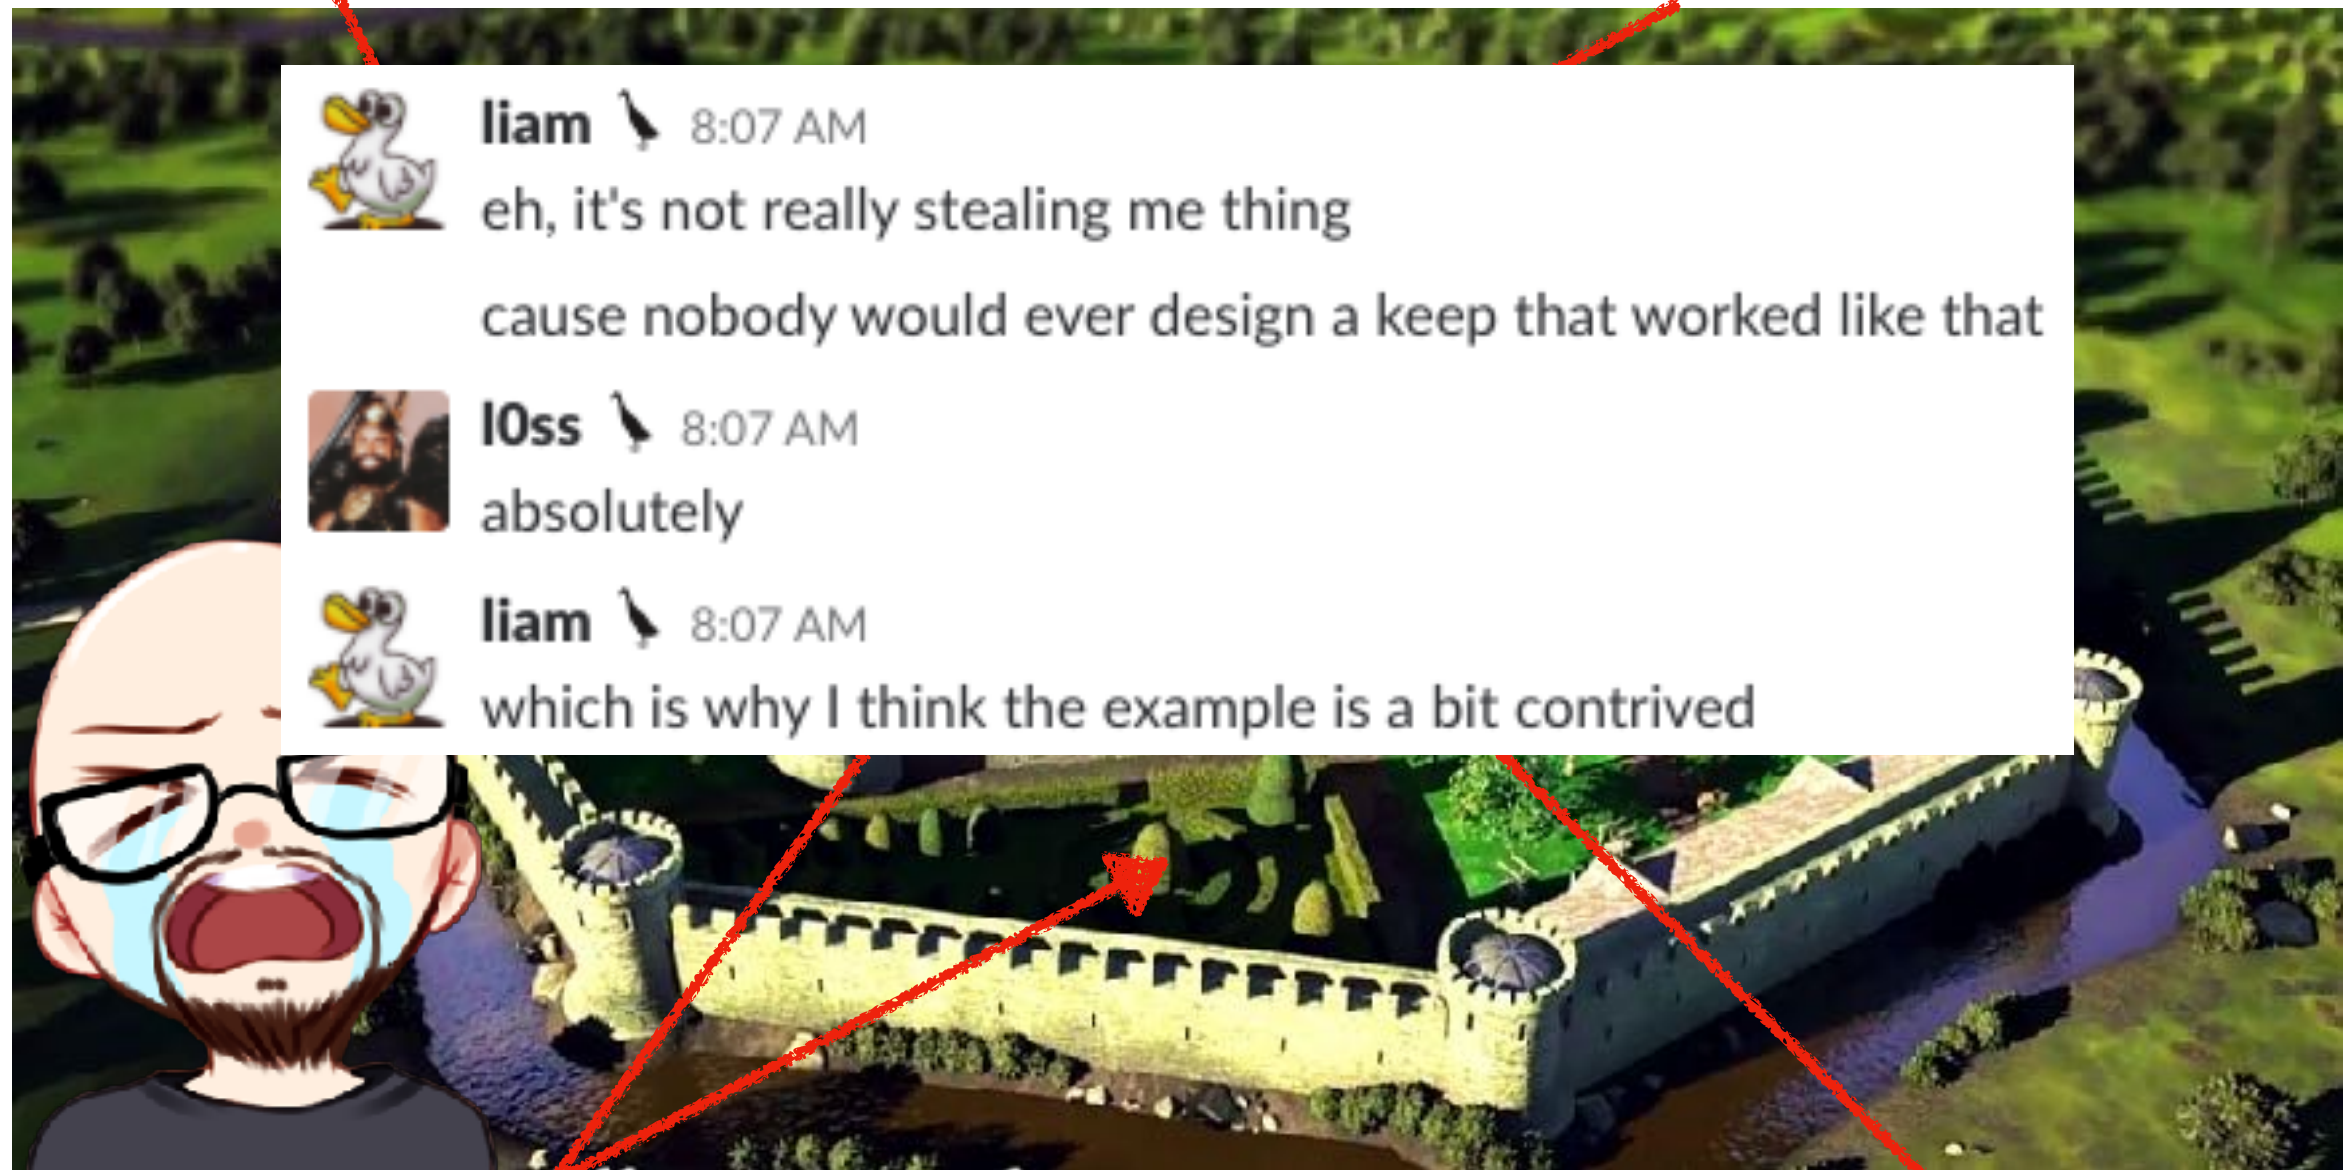 liam 8:07 AM
eh, it's not really stealing me thing
cause nobody would ever design a keep that worked like that
l0ss 8:07 AM
absolutely
liam 8:07 AM
which is why I think the example is a bit contrived